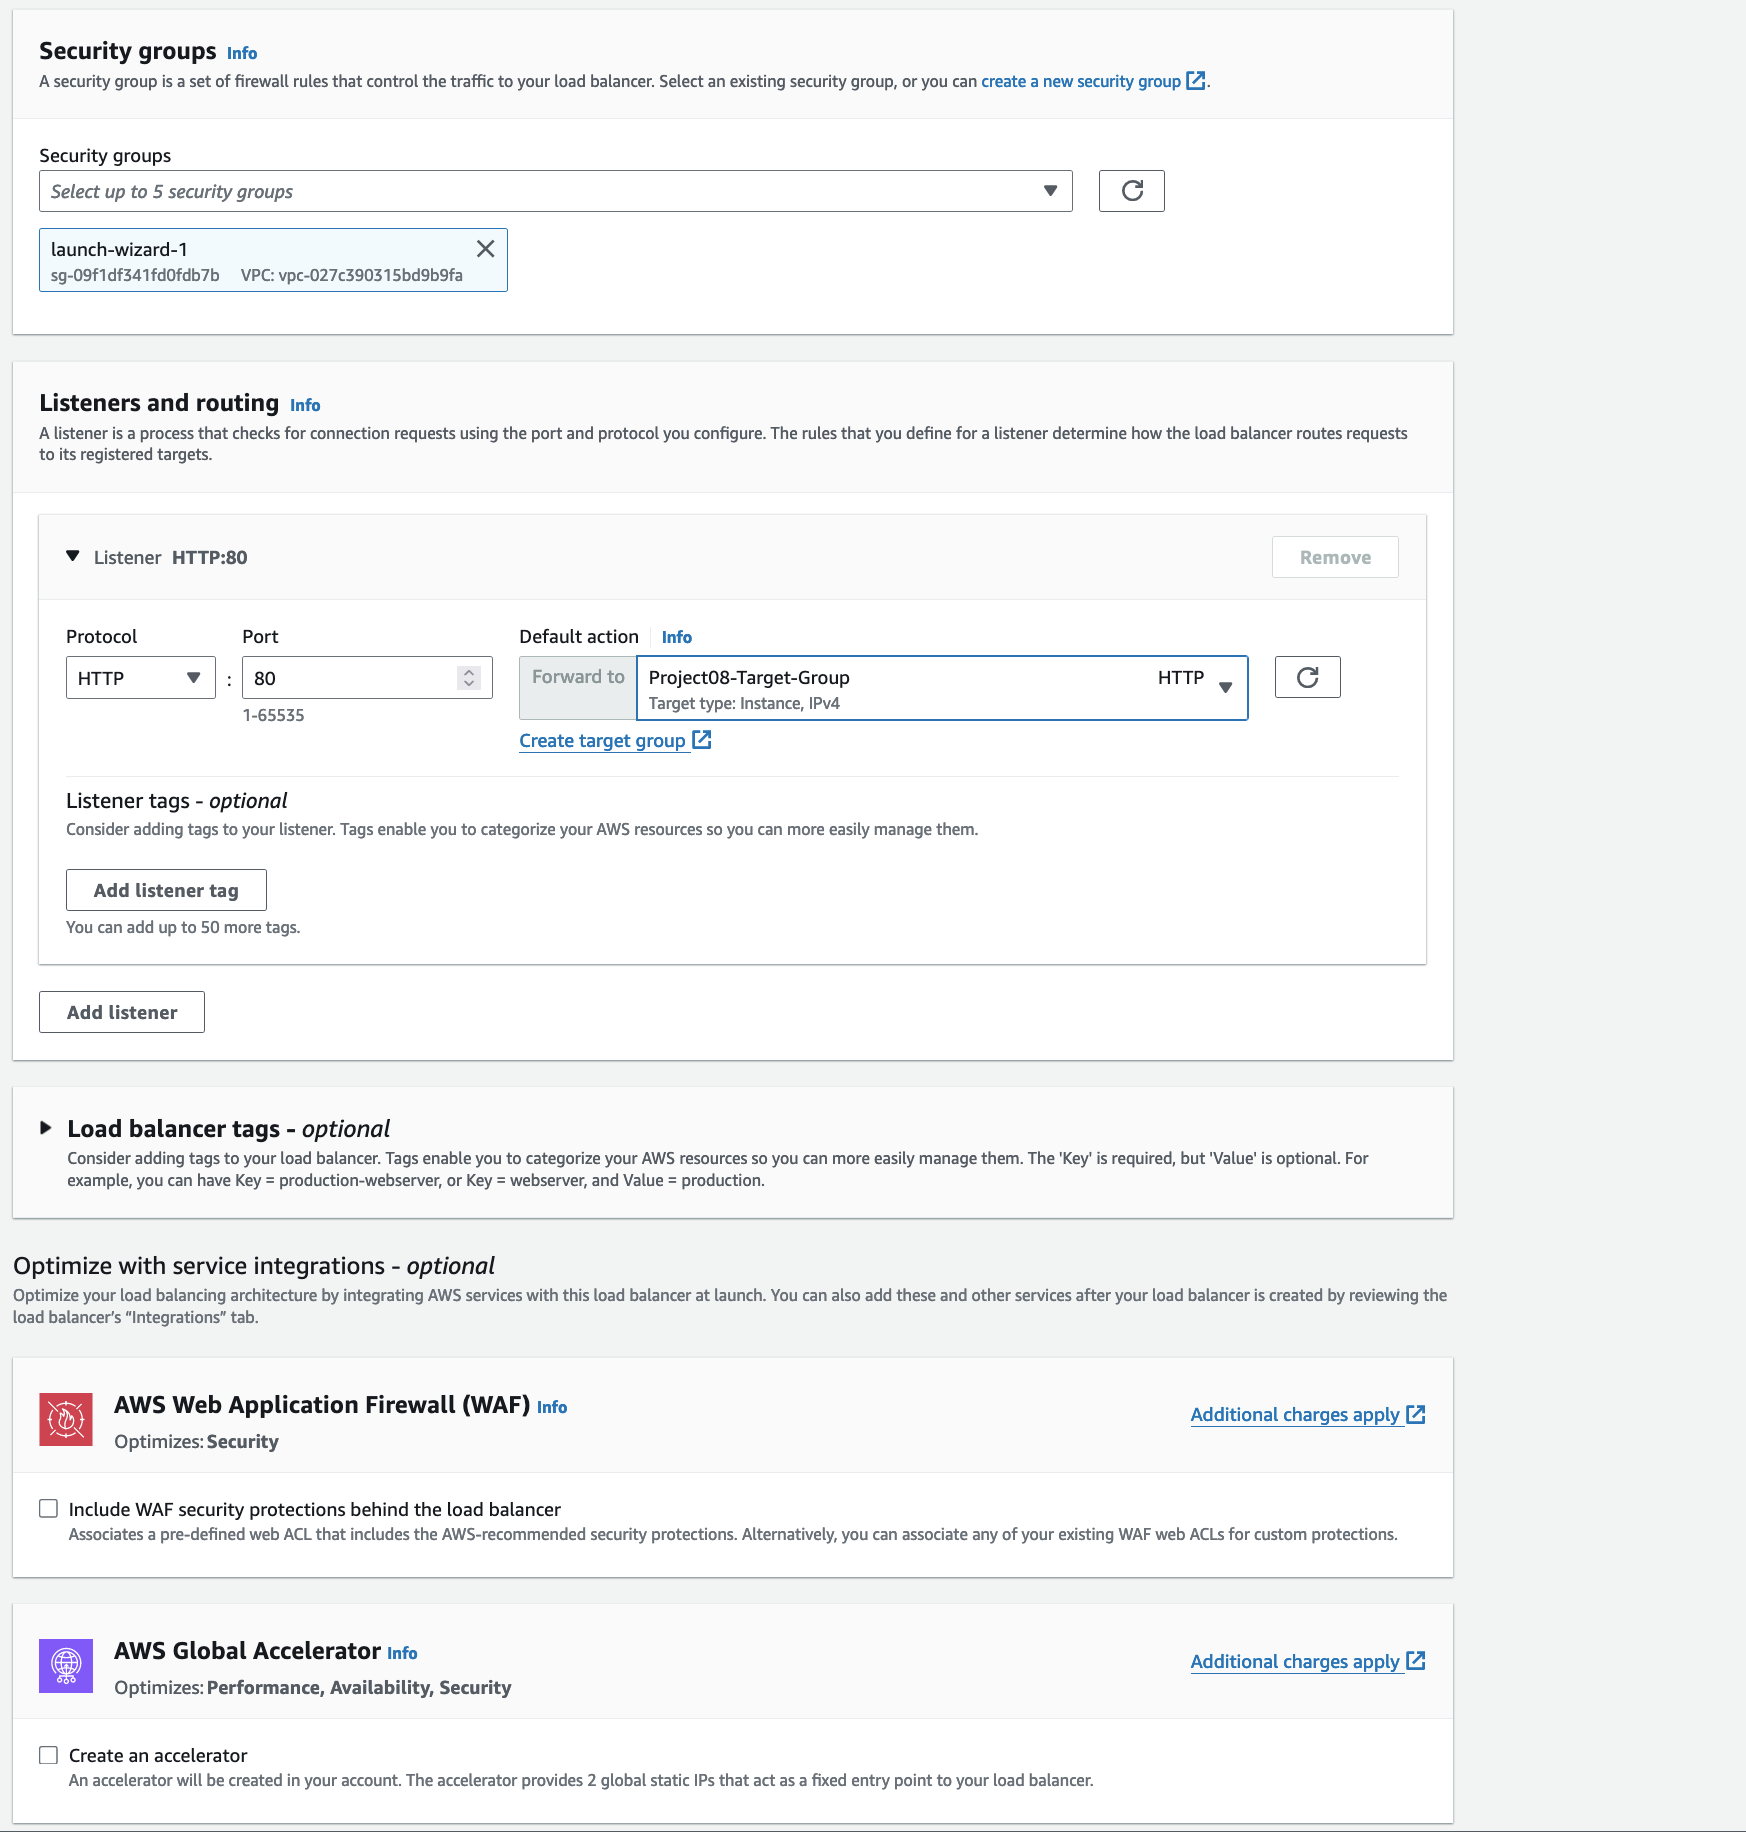 Security groups Info
A security group is a set of firewall rules that control the traffic to your load balancer. Select an existing security group, or you can create a new security group.
Security groups
Select up to 5 security groups
launch-wizard-1
sg-09f1df341fd0fdb7b VPC: vpc-027c390315bd9b9fa
Listeners and routing Info
A listener is a process that checks for connection requests using the port and protocol you configure. The rules that you define for a listener determine how the load balancer routes requests
to its registered targets.
Listener HTTP:80
Remove
Protocol Port Default action Info
HTTP : 80 Forward to Project08-Target-Group HTTP
Target type: Instance, IPv4
1-65535
Create target group
Listener tags - optional
Consider adding tags to your listener. Tags enable you to categorize your AWS resources so you can more easily manage them.
Add listener tag
You can add up to 50 more tags.
Add listener
Load balancer tags - optional
Consider adding tags to your load balancer. Tags enable you to categorize your AWS resources so you can more easily manage them. The 'Key' is required, but 'Value' is optional. For
example, you can have Key = production-webserver, or Key = webserver, and Value = production.
Optimize with service integrations - optional
Optimize your load balancing architecture by integrating AWS services with this load balancer at launch. You can also add these and other services after your load balancer is created by reviewing the
load balancer's “Integrations” tab.
AWS Web Application Firewall (WAF) Info
Additional charges apply
Optimizes: Security
Include WAF security protections behind the load balancer
Associates a pre-defined web ACL that includes the AWS-recommended security protections. Alternatively, you can associate any of your existing WAF web ACLs for custom protections.
AWS Global Accelerator Info
Additional charges apply
Optimizes: Performance, Availability, Security
Create an accelerator
An accelerator will be created in your account. The accelerator provides 2 global static IPs that act as a fixed entry point to your load balancer.